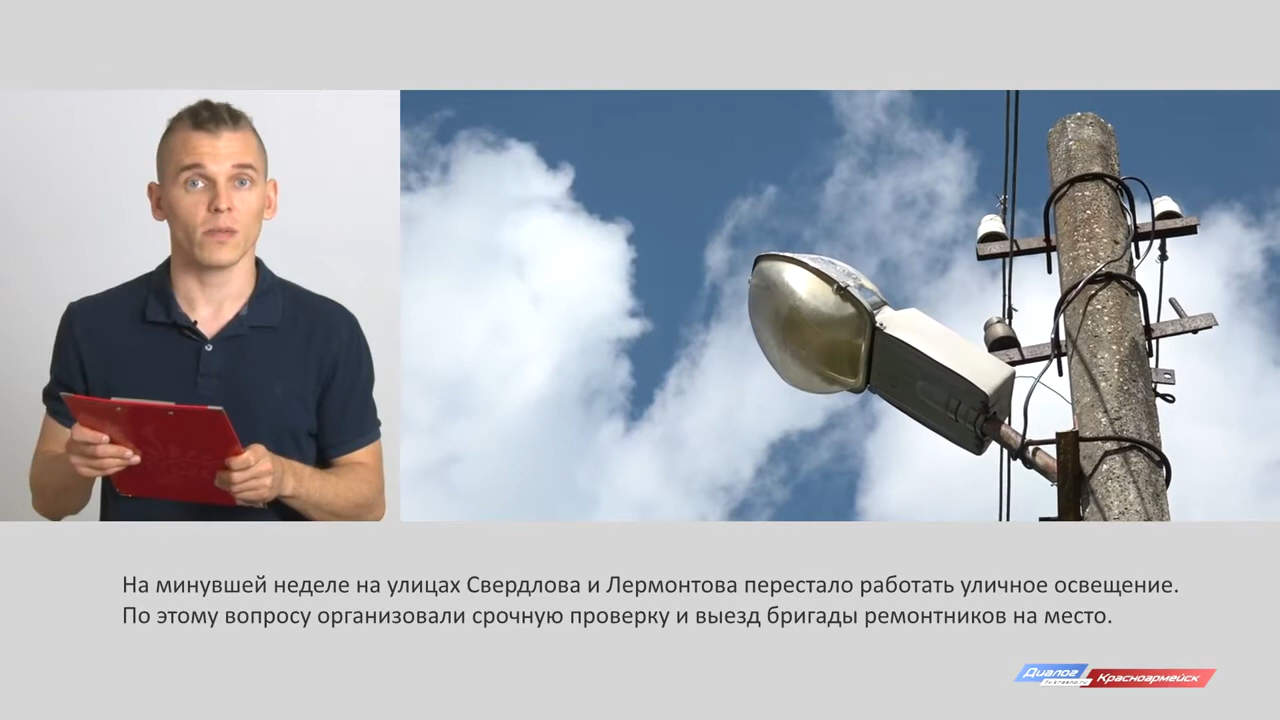 На минувшей неделе на улицах Свердлова и Лермонтова перестало работать уличное освещение.
По этому вопросу организовали срочную проверку и выезд бригады ремонтников на место.
Диалог Красноармейск